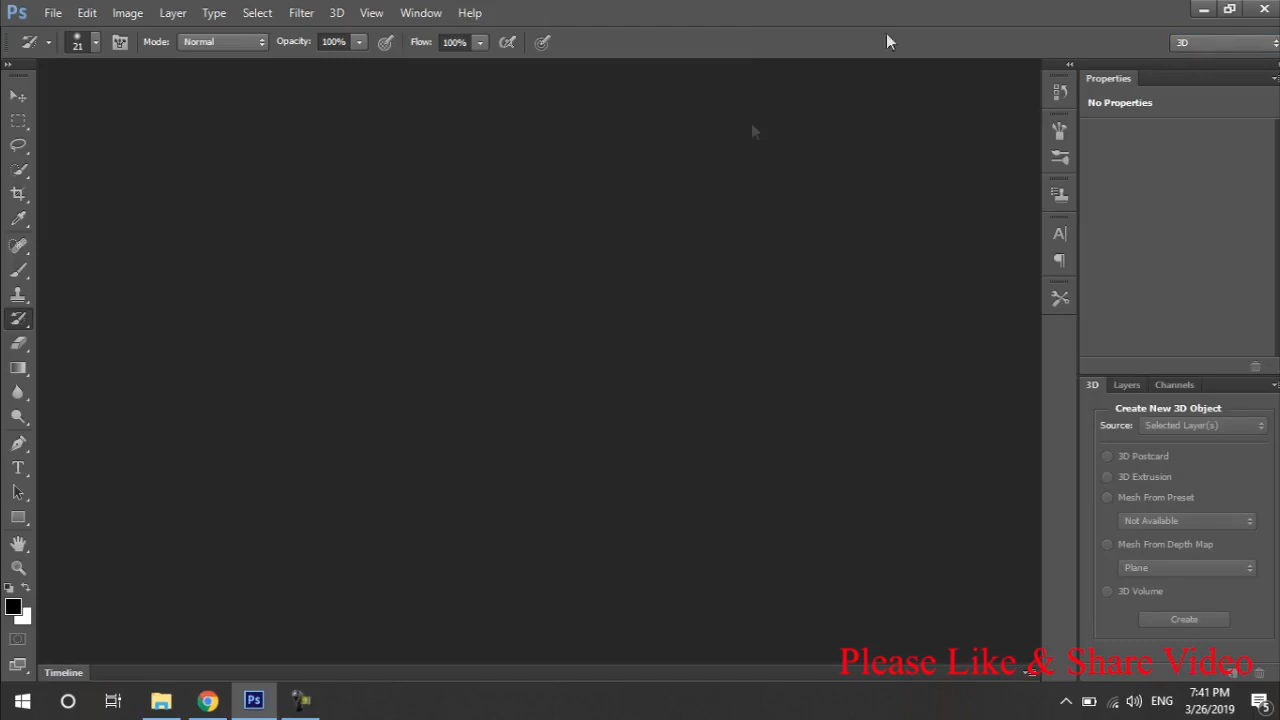 Ps File Edit Image Layer Type Select Filter 3D View Window Help
21 Mode: Normal Opacity: 100% Flow: 100% 3D
Properties
No Properties
3D Layers Channels
Create New 3D Object
Source: Selected Layer(s)
3D Postcard
3D Extrusion
Mesh From Preset
Not Available
Mesh From Depth Map
Plane
3D Volume
Create
Please Like & Share Video
Timeline
Ps ENG 7:41 PM
3/26/2019 5